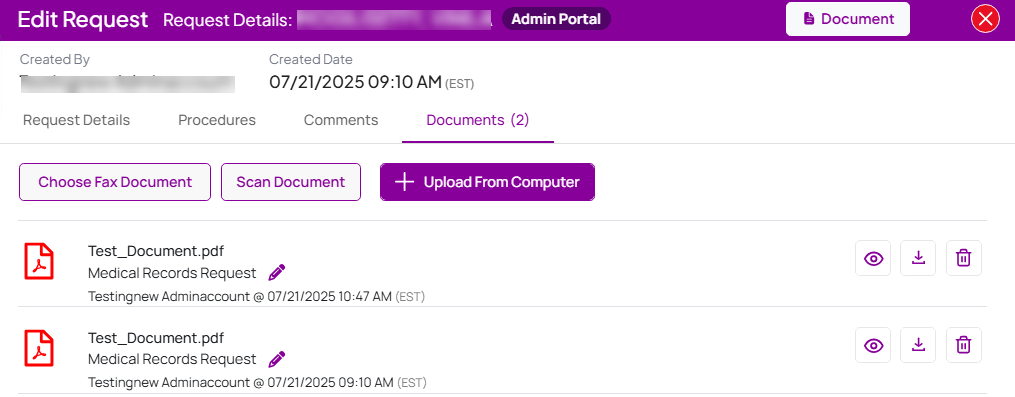 Edit Request Request Details: Admin Portal Document
Created By Created Date
07/21/2025 09:10 AM (EST)
Request Details Procedures Comments Documents (2)
Choose Fax Document Scan Document Upload From Computer
Test_Document.pdf
Medical Records Request
Testingnew Adminaccount @ 07/21/2025 10:47 AM (EST)
Test_Document.pdf
Medical Records Request
Testingnew Adminaccount @ 07/21/2025 09:10 AM (EST)